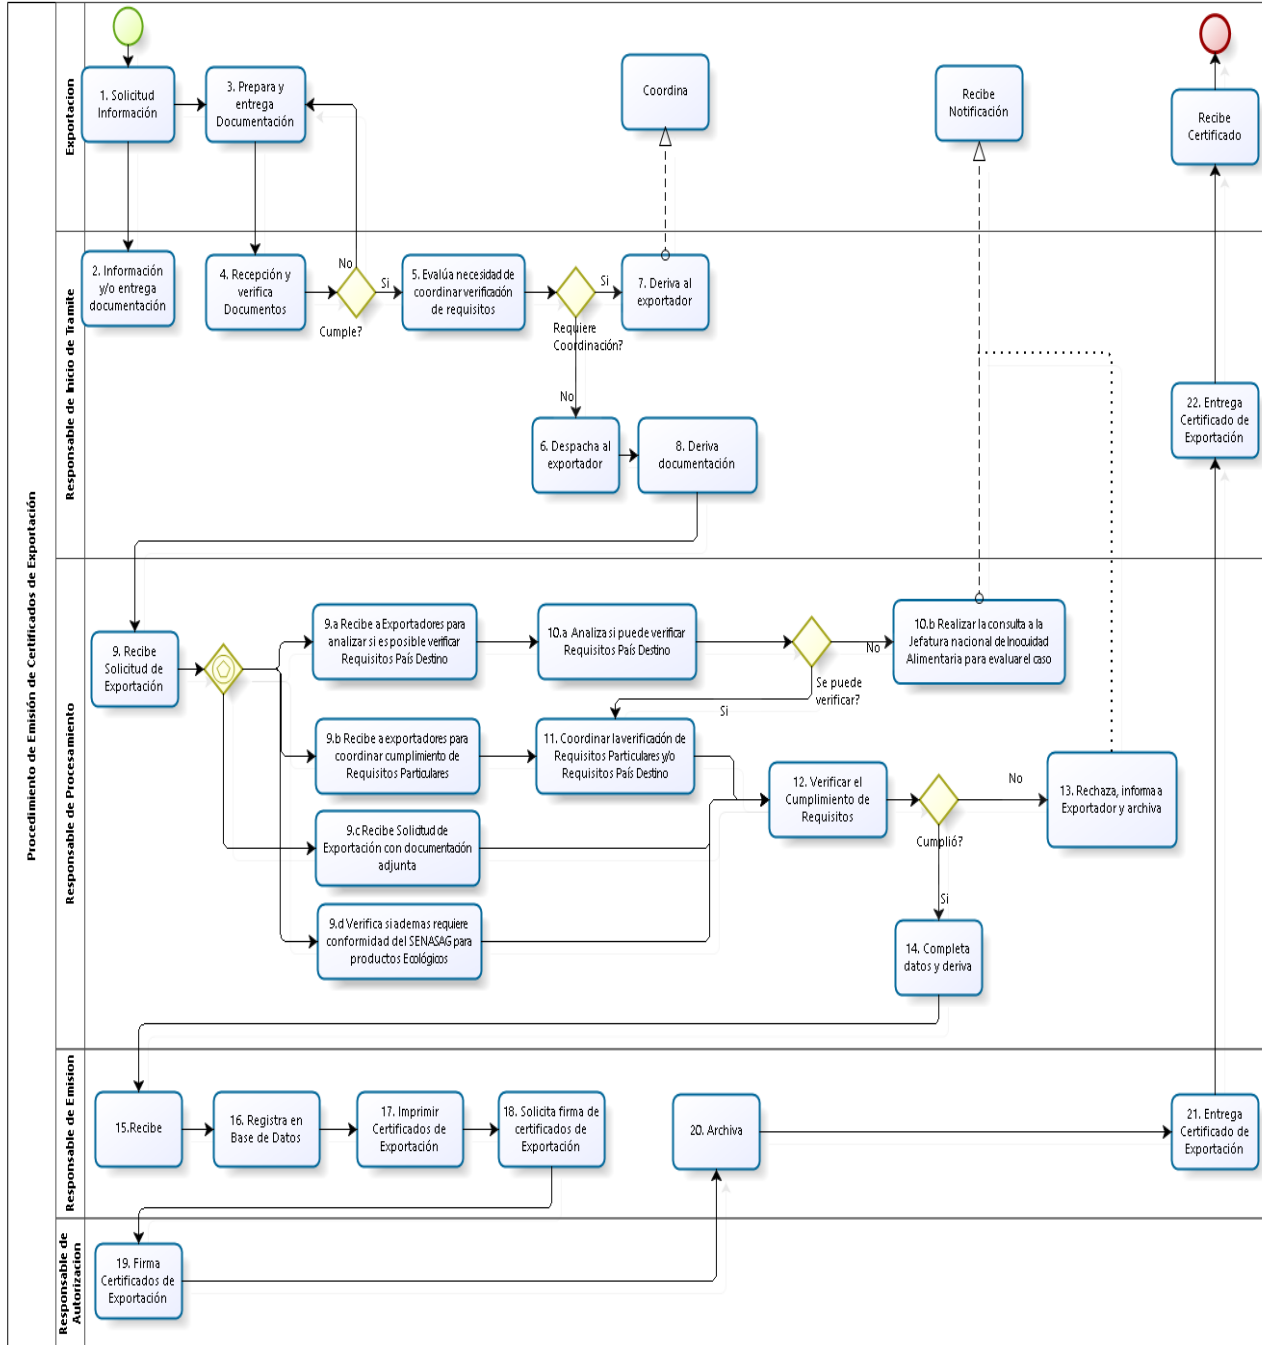 Procedimiento de Emisión de Certificados de Exportación
Exportacion
1. Solicitud
Información
3. Prepara y
entrega
Documentación
Coordina
Recibe
Notificación
Recibe
Certificado
Responsable de Inicio de Tramite
2. Información
y/o entrega
documentación
4. Recepción y
verifica
Documentos
No
Si
Cumple?
5. Evalúa necesidad de
coordinar verificación
de requisitos
Si
Requiere
Coordinación?
No
7. Deriva al
exportador
6. Despacha al
exportador
8. Deriva
documentación
22. Entrega
Certificado de
Exportación
Responsable de Procesamiento
9. Recibe
Solicitud de
Exportación
9.a Recibe a Exportadores para
analizar si es posible verificar
Requisitos País Destino
10.a Analiza si puede verificar
Requisitos País Destino
No
Se puede
verificar?
Si
10.b Realizar la consulta a la
Jefatura nacional de Inocuidad
Alimentaria para evaluar el caso
9.b Recibe a exportadores para
coordinar cumplimiento de
Requisitos Particulares
11. Coordinar la verificación de
Requisitos Particulares y/o
Requisitos País Destino
12. Verificar el
Cumplimiento de
Requisitos
No
Cumplió?
Si
13. Rechaza, informa a
Exportador y archiva
9.c Recibe Solicitud de
Exportación con documentación
adjunta
9.d Verifica si ademas requiere
conformidad del SENASAG para
productos Ecológicos
14. Completa
datos y deriva
Responsable de Emision
15.Recibe
16. Registra en
Base de Datos
17. Imprimir
Certificados de
Exportación
18. Solicita firma de
certificados de
Exportación
20. Archiva
21. Entrega
Certificado de
Exportación
Responsable de
Autorizacion
19. Firma
Certificados de
Exportación